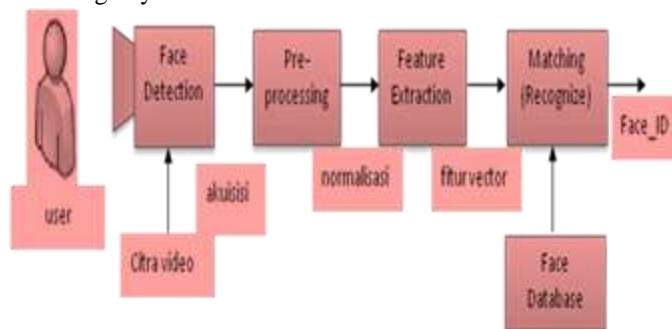 Face
Detection
Pre-
processing
Feature
Extraction
Matching
(Recognize)
Face_ID
akuisisi
normalisasi
fitur vector
user
Citra video
Face
Database